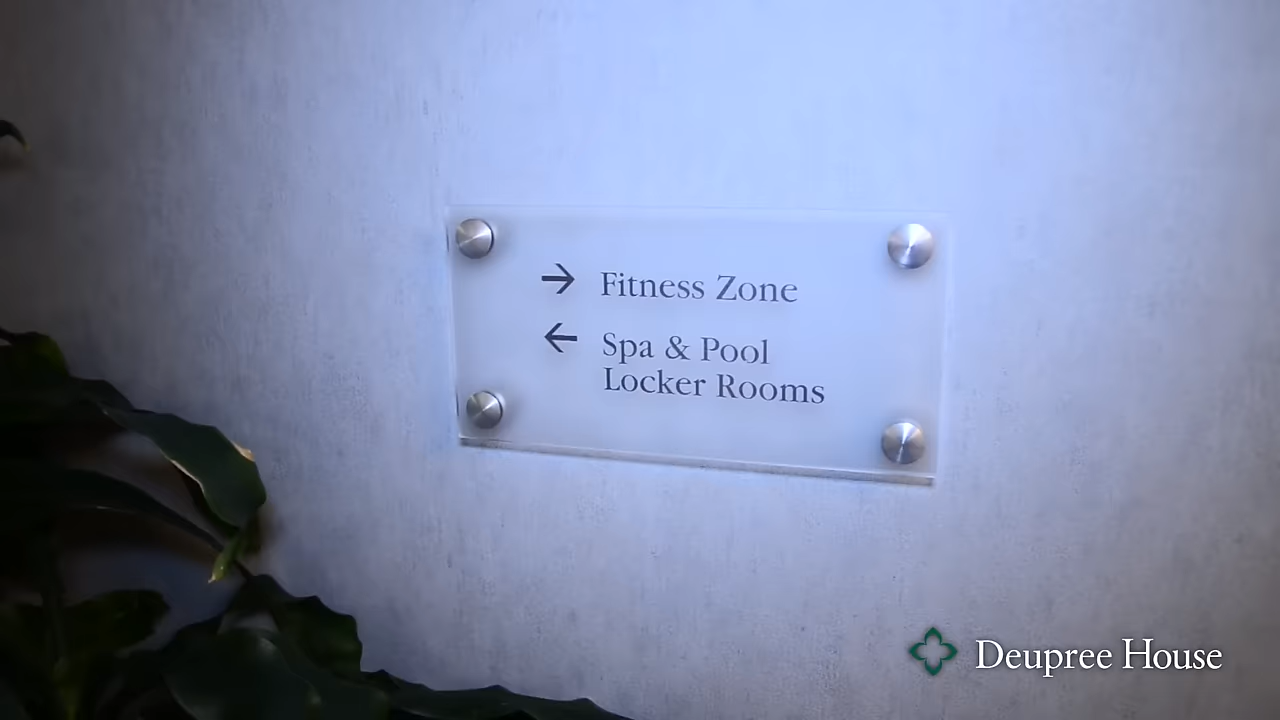 → Fitness Zone
← Spa & Pool
Locker Rooms
Deupree House